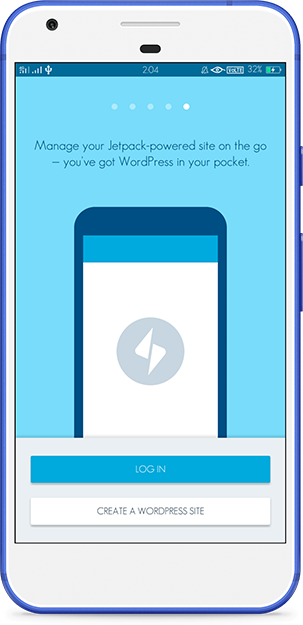 2:04
VOLTE
32%
Manage your Jetpack-powered site on the go
– you've got WordPress in your pocket.
LOG IN
CREATE A WORDPRESS SITE